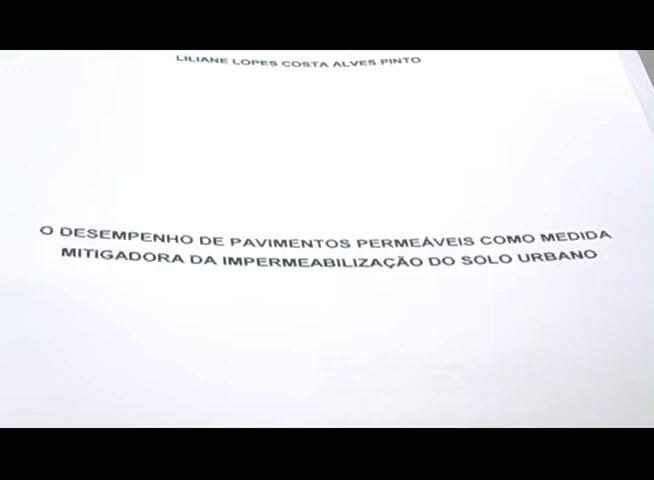 LILIANE LOPES COSTA ALVES PINTO
O DESEMPENHO DE PAVIMENTOS PERMEÁVEIS COMO MEDIDA
MITIGADORA DA IMPERMEABILIZAÇÃO DO SOLO URBANO